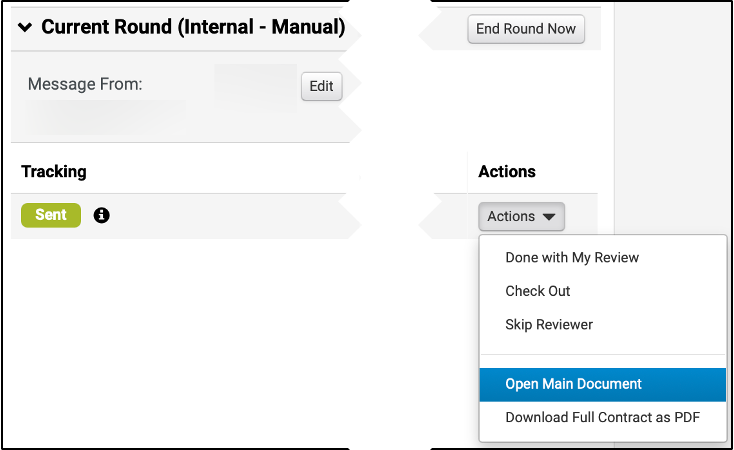 Current Round (Internal - Manual)
End Round Now
Message From:
Edit
Tracking
Actions
Sent
Actions
Done with My Review
Check Out
Skip Reviewer
Open Main Document
Download Full Contract as PDF